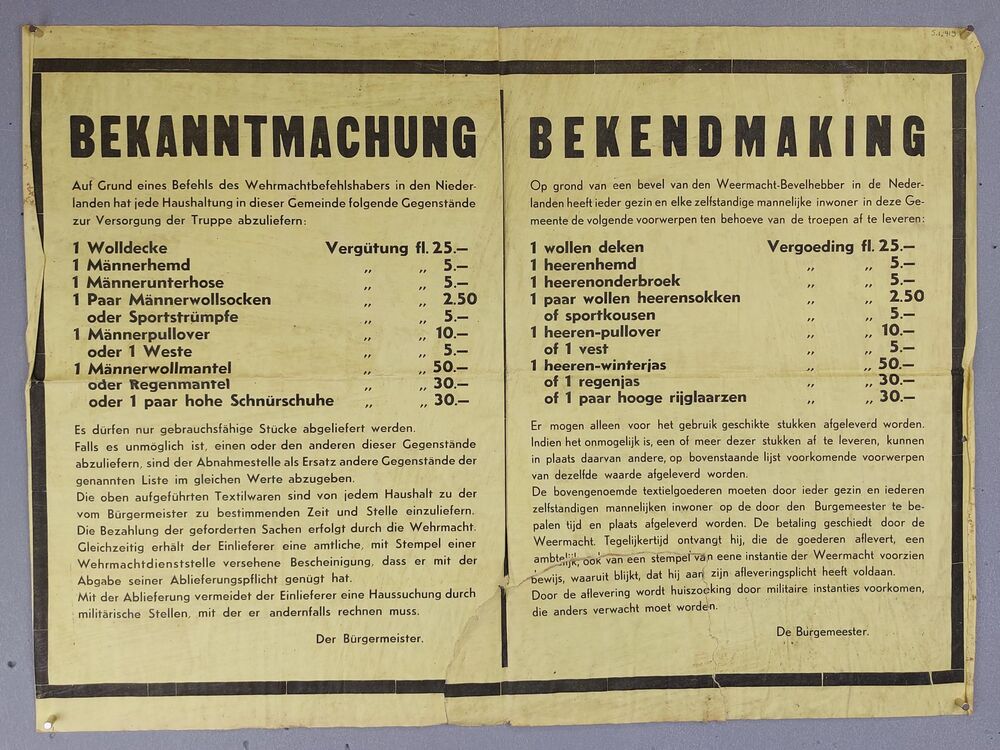 S.1.419
BEKANNTMACHUNG
Auf Grund eines Befehls des Wehrmachtbefehlshabers in den Nieder-
landen hat jede Haushaltung in dieser Gemeinde folgende Gegenstände
zur Versorgung der Truppe abzuliefern:
1 Wolldecke Vergütung fl. 25.—
1 Männerhemd „ „ 5.—
1 Männerunterhose „ „ 5.—
1 Paar Männerwollsocken „ „ 2.50
oder Sportstrümpfe „ „ 5.—
1 Männerpullover „ „ 10.—
oder 1 Weste „ „ 5.—
1 Männerwollmantel „ „ 50.—
oder Regenmantel „ „ 30.—
oder 1 paar hohe Schnürschuhe „ „ 30.—
Es dürfen nur gebrauchsfähige Stücke abgeliefert werden.
Falls es unmöglich ist, einen oder den anderen dieser Gegenstände
abzuliefern, sind der Abnahmestelle als Ersatz andere Gegenstände der
genannten Liste im gleichen Werte abzugeben.
Die oben aufgeführten Textilwaren sind von jedem Haushalt zu der
vom Bürgermeister zu bestimmenden Zeit und Stelle einzuliefern.
Die Bezahlung der geforderten Sachen erfolgt durch die Wehrmacht.
Gleichzeitig erhält der Einlieferer eine amtliche, mit Stempel einer
Wehrmachtdienststelle versehene Bescheinigung, dass er mit der
Abgabe seiner Ablieferungspflicht genügt hat.
Mit der Ablieferung vermeidet der Einlieferer eine Haussuchung durch
militärische Stellen, mit der er andernfalls rechnen muss.
Der Bürgermeister.
BEKENDMAKING
Op grond van een bevel van den Weermacht-Bevelhebber in de Neder-
landen heeft ieder gezin en elke zelfstandige mannelijke inwoner in deze Ge-
meente de volgende voorwerpen ten behoeve van de troepen af te leveren:
1 wollen deken Vergoeding fl. 25.—
1 heerenhemd „ „ 5.—
1 heerenonderbroek „ „ 5.—
1 paar wollen heerensokken „ „ 2.50
of sportkousen „ „ 5.—
1 heeren-pullover „ „ 10.—
of 1 vest „ „ 5.—
1 heeren-winterjas „ „ 50.—
of 1 regenjas „ „ 30.—
of 1 paar hooge rijglaarzen „ „ 30.—
Er mogen alleen voor het gebruik geschikte stukken afgeleverd worden.
Indien het onmogelijk is, een of meer dezer stukken af te leveren, kunnen
in plaats daarvan andere, op bovenstaande lijst voorkomende voorwerpen
van dezelfde waarde afgeleverd worden.
De bovengenoemde textielgoederen moeten door ieder gezin en iederen
zelfstandigen mannelijken inwoner op de door den Burgemeester te be-
palen tijd en plaats afgeleverd worden. De betaling geschiedt door de
Weermacht. Tegelijkertijd ontvangt hij, die de goederen aflevert, een
ambtelijk, ook van een stempel van eene instantie der Weermacht voorzien
bewijs, waaruit blijkt, dat hij aan zijn afleveringsplicht heeft voldaan.
Door de aflevering wordt huiszoeking door militaire instanties voorkomen,
die anders verwacht moet worden.
De Burgemeester.